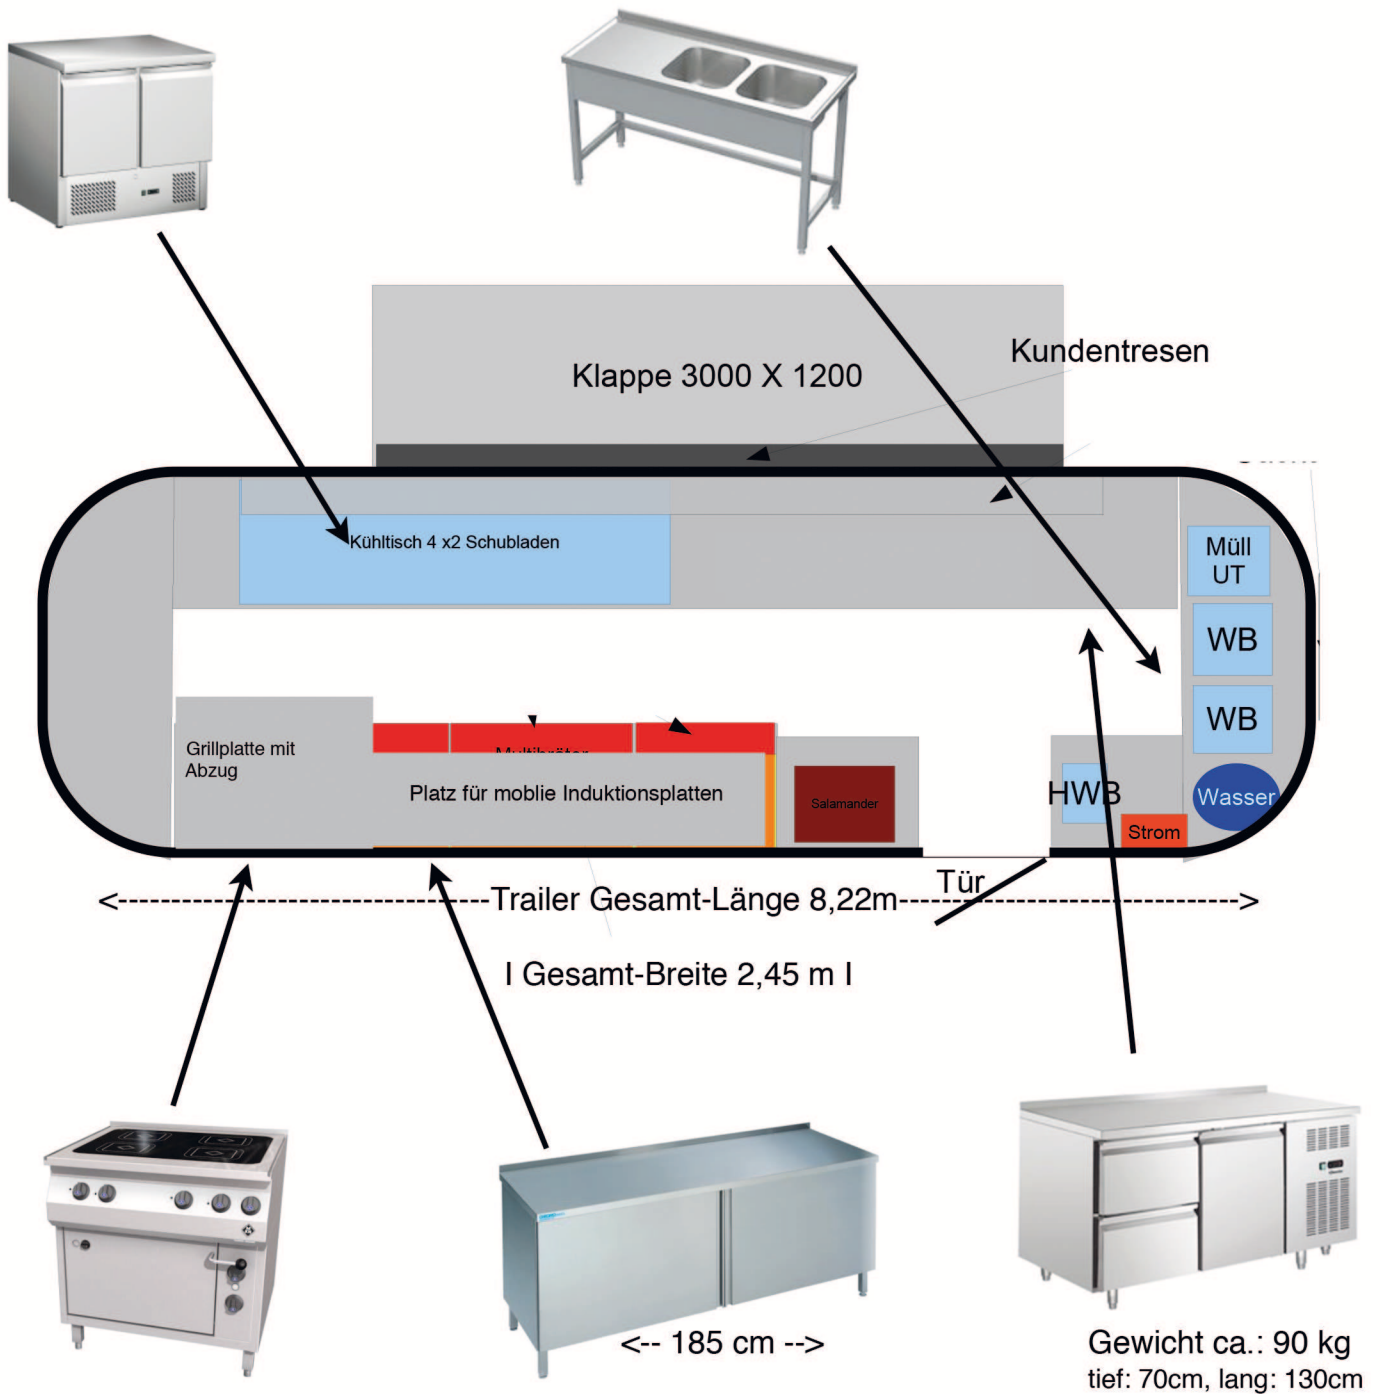 Klappe 3000 X 1200
Kundentresen
Kühltisch 4 x2 Schubladen
Müll
UT
WB
WB
Wasser
Grillplatte mit
Abzug
Platz für moblie Induktionsplatten
Salamander
HWB
Strom
Tür
<-----------------------Trailer Gesamt-Länge 8,22m--------------------->
I Gesamt-Breite 2,45 m I
<-- 185 cm -->
Gewicht ca.: 90 kg
tief: 70cm, lang: 130cm